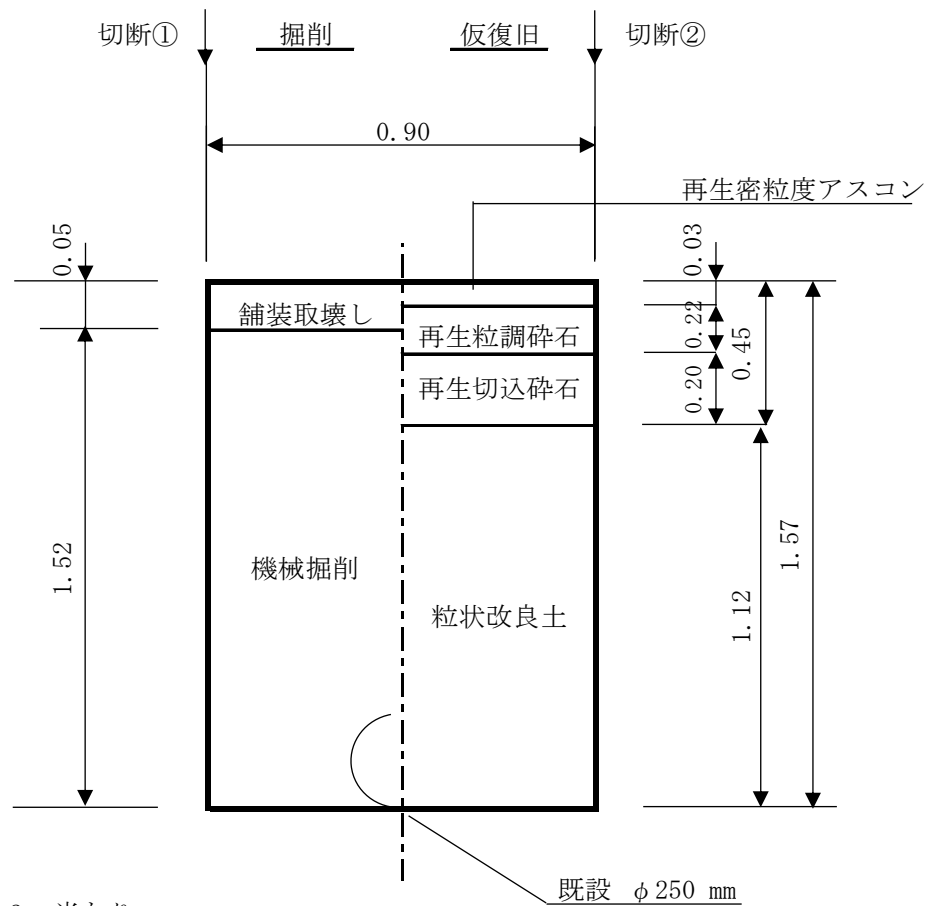 切断①
掘削
仮復旧
切断②
0.90
再生密粒度アスコン
0.05
0.03
舗装取壊し
再生粒調砕石
0.22
0.45
再生切込砕石
0.20
1.52
機械掘削
粒状改良土
1.12
1.57
既設 φ250 mm